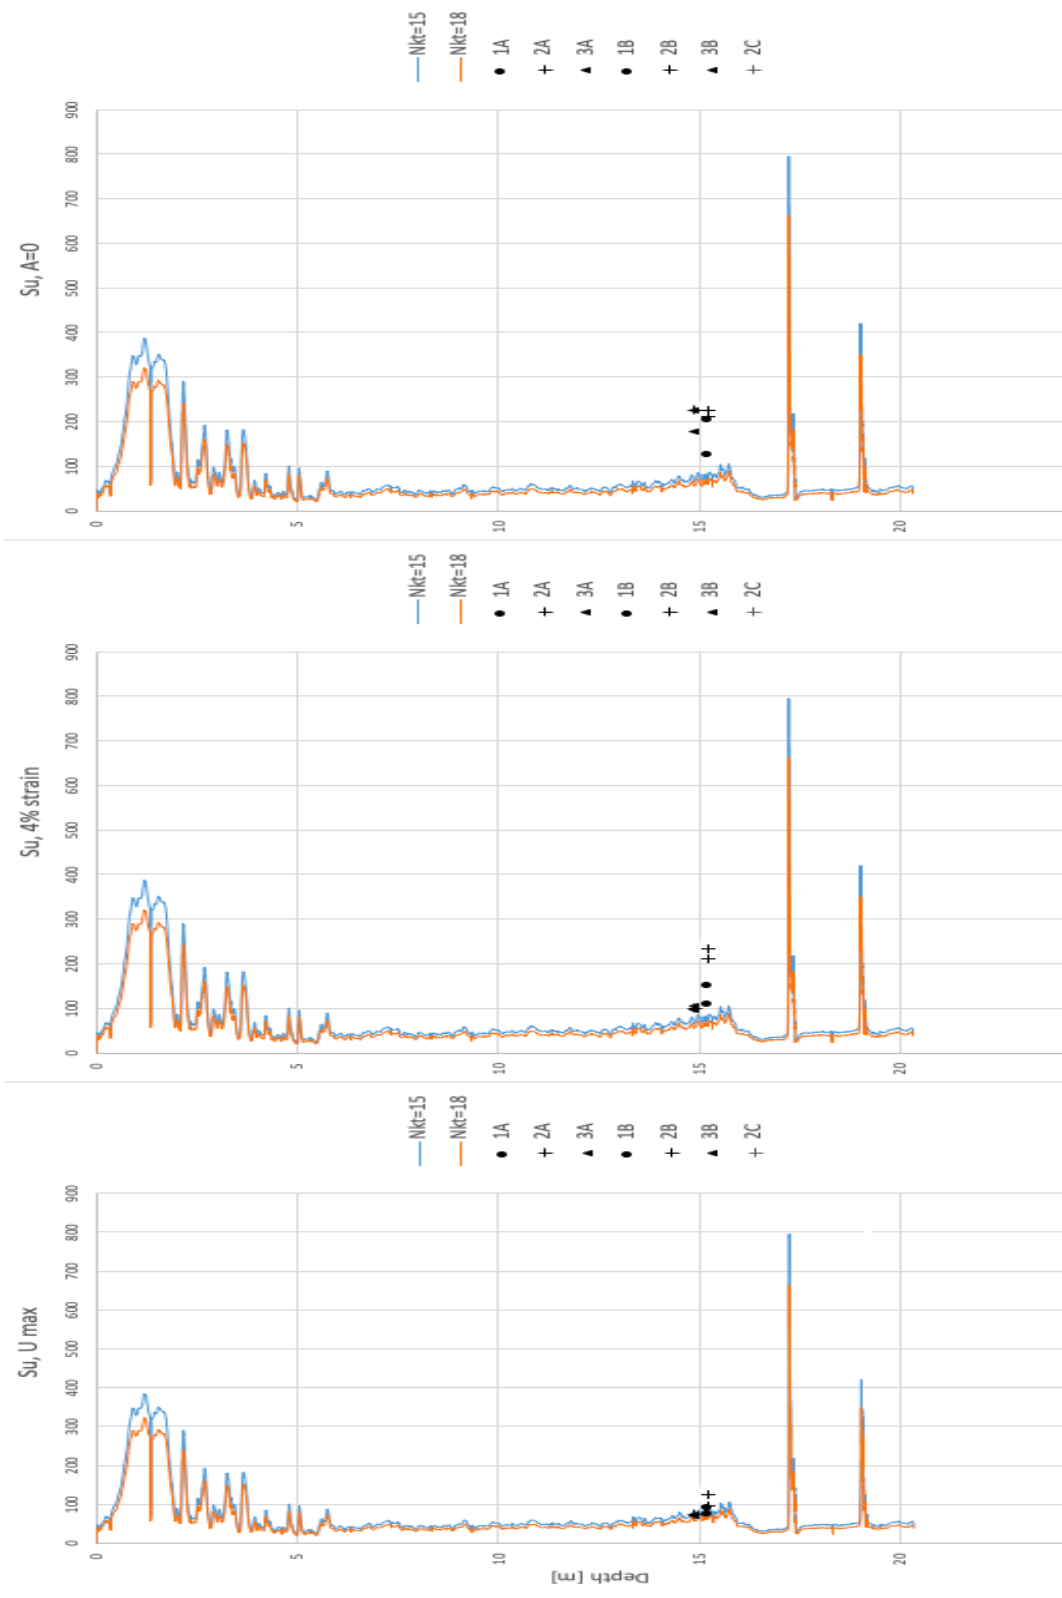 Su, A=0
900
800
700
600
500
400
300
200
100
0
0
5
10
15
20
Nkt=15
Nkt=18
1A
2A
3A
1B
2B
3B
2C
Su, 4% strain
900
800
700
600
500
400
300
200
100
0
0
5
10
15
20
Nkt=15
Nkt=18
1A
2A
3A
1B
2B
3B
2C
Su, U max
900
800
700
600
500
400
300
200
100
0
0
5
10
15
20
Depth [m]
Nkt=15
Nkt=18
1A
2A
3A
1B
2B
3B
2C